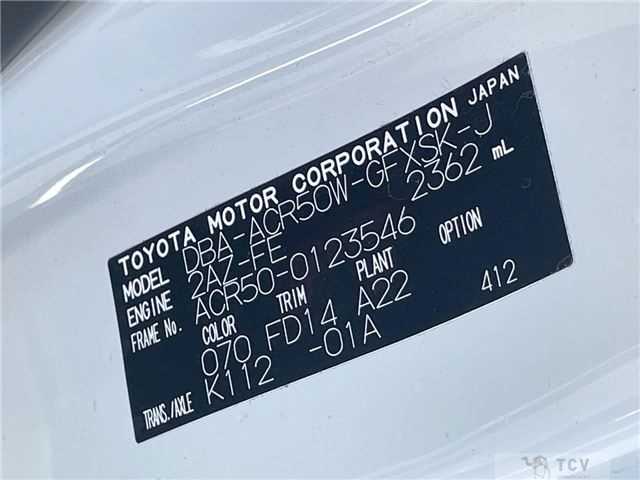 TOYOTA MOTOR CORPORATION JAPAN
MODEL DBA-ACR50W-GFXSK-J
ENGINE 2AZ-FE 2362 mL
FRAME No. ACR50-0123546
COLOR TRIM PLANT OPTION
070 FD14 A22 412
TRANS./AXLE K112 -01A
TCV